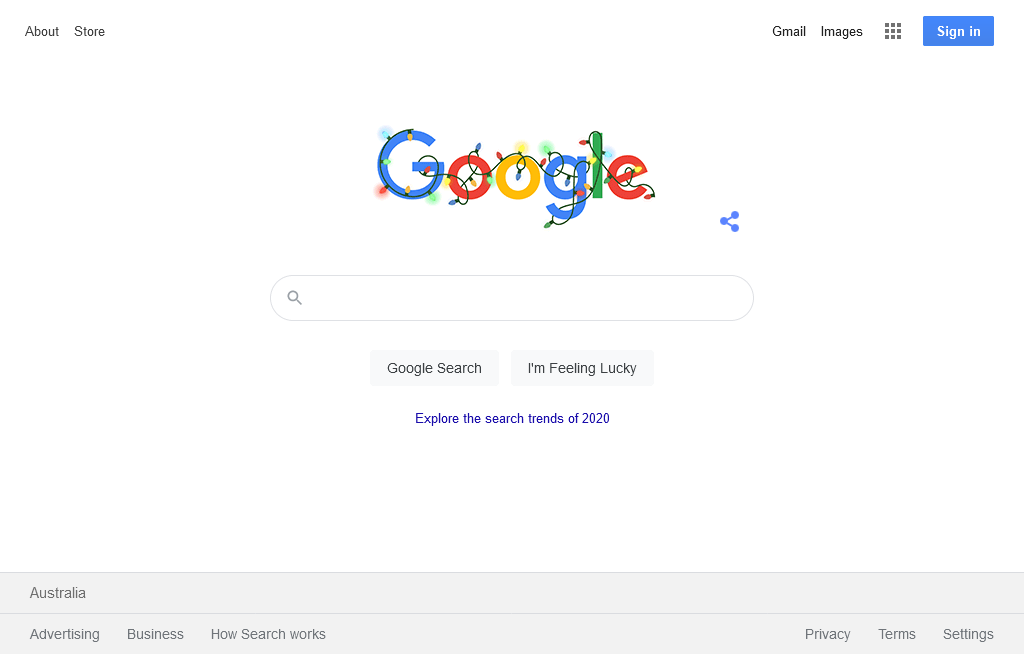 About Store Gmail Images Sign in
Google
Google Search I'm Feeling Lucky
Explore the search trends of 2020
Australia
Advertising Business How Search works Privacy Terms Settings